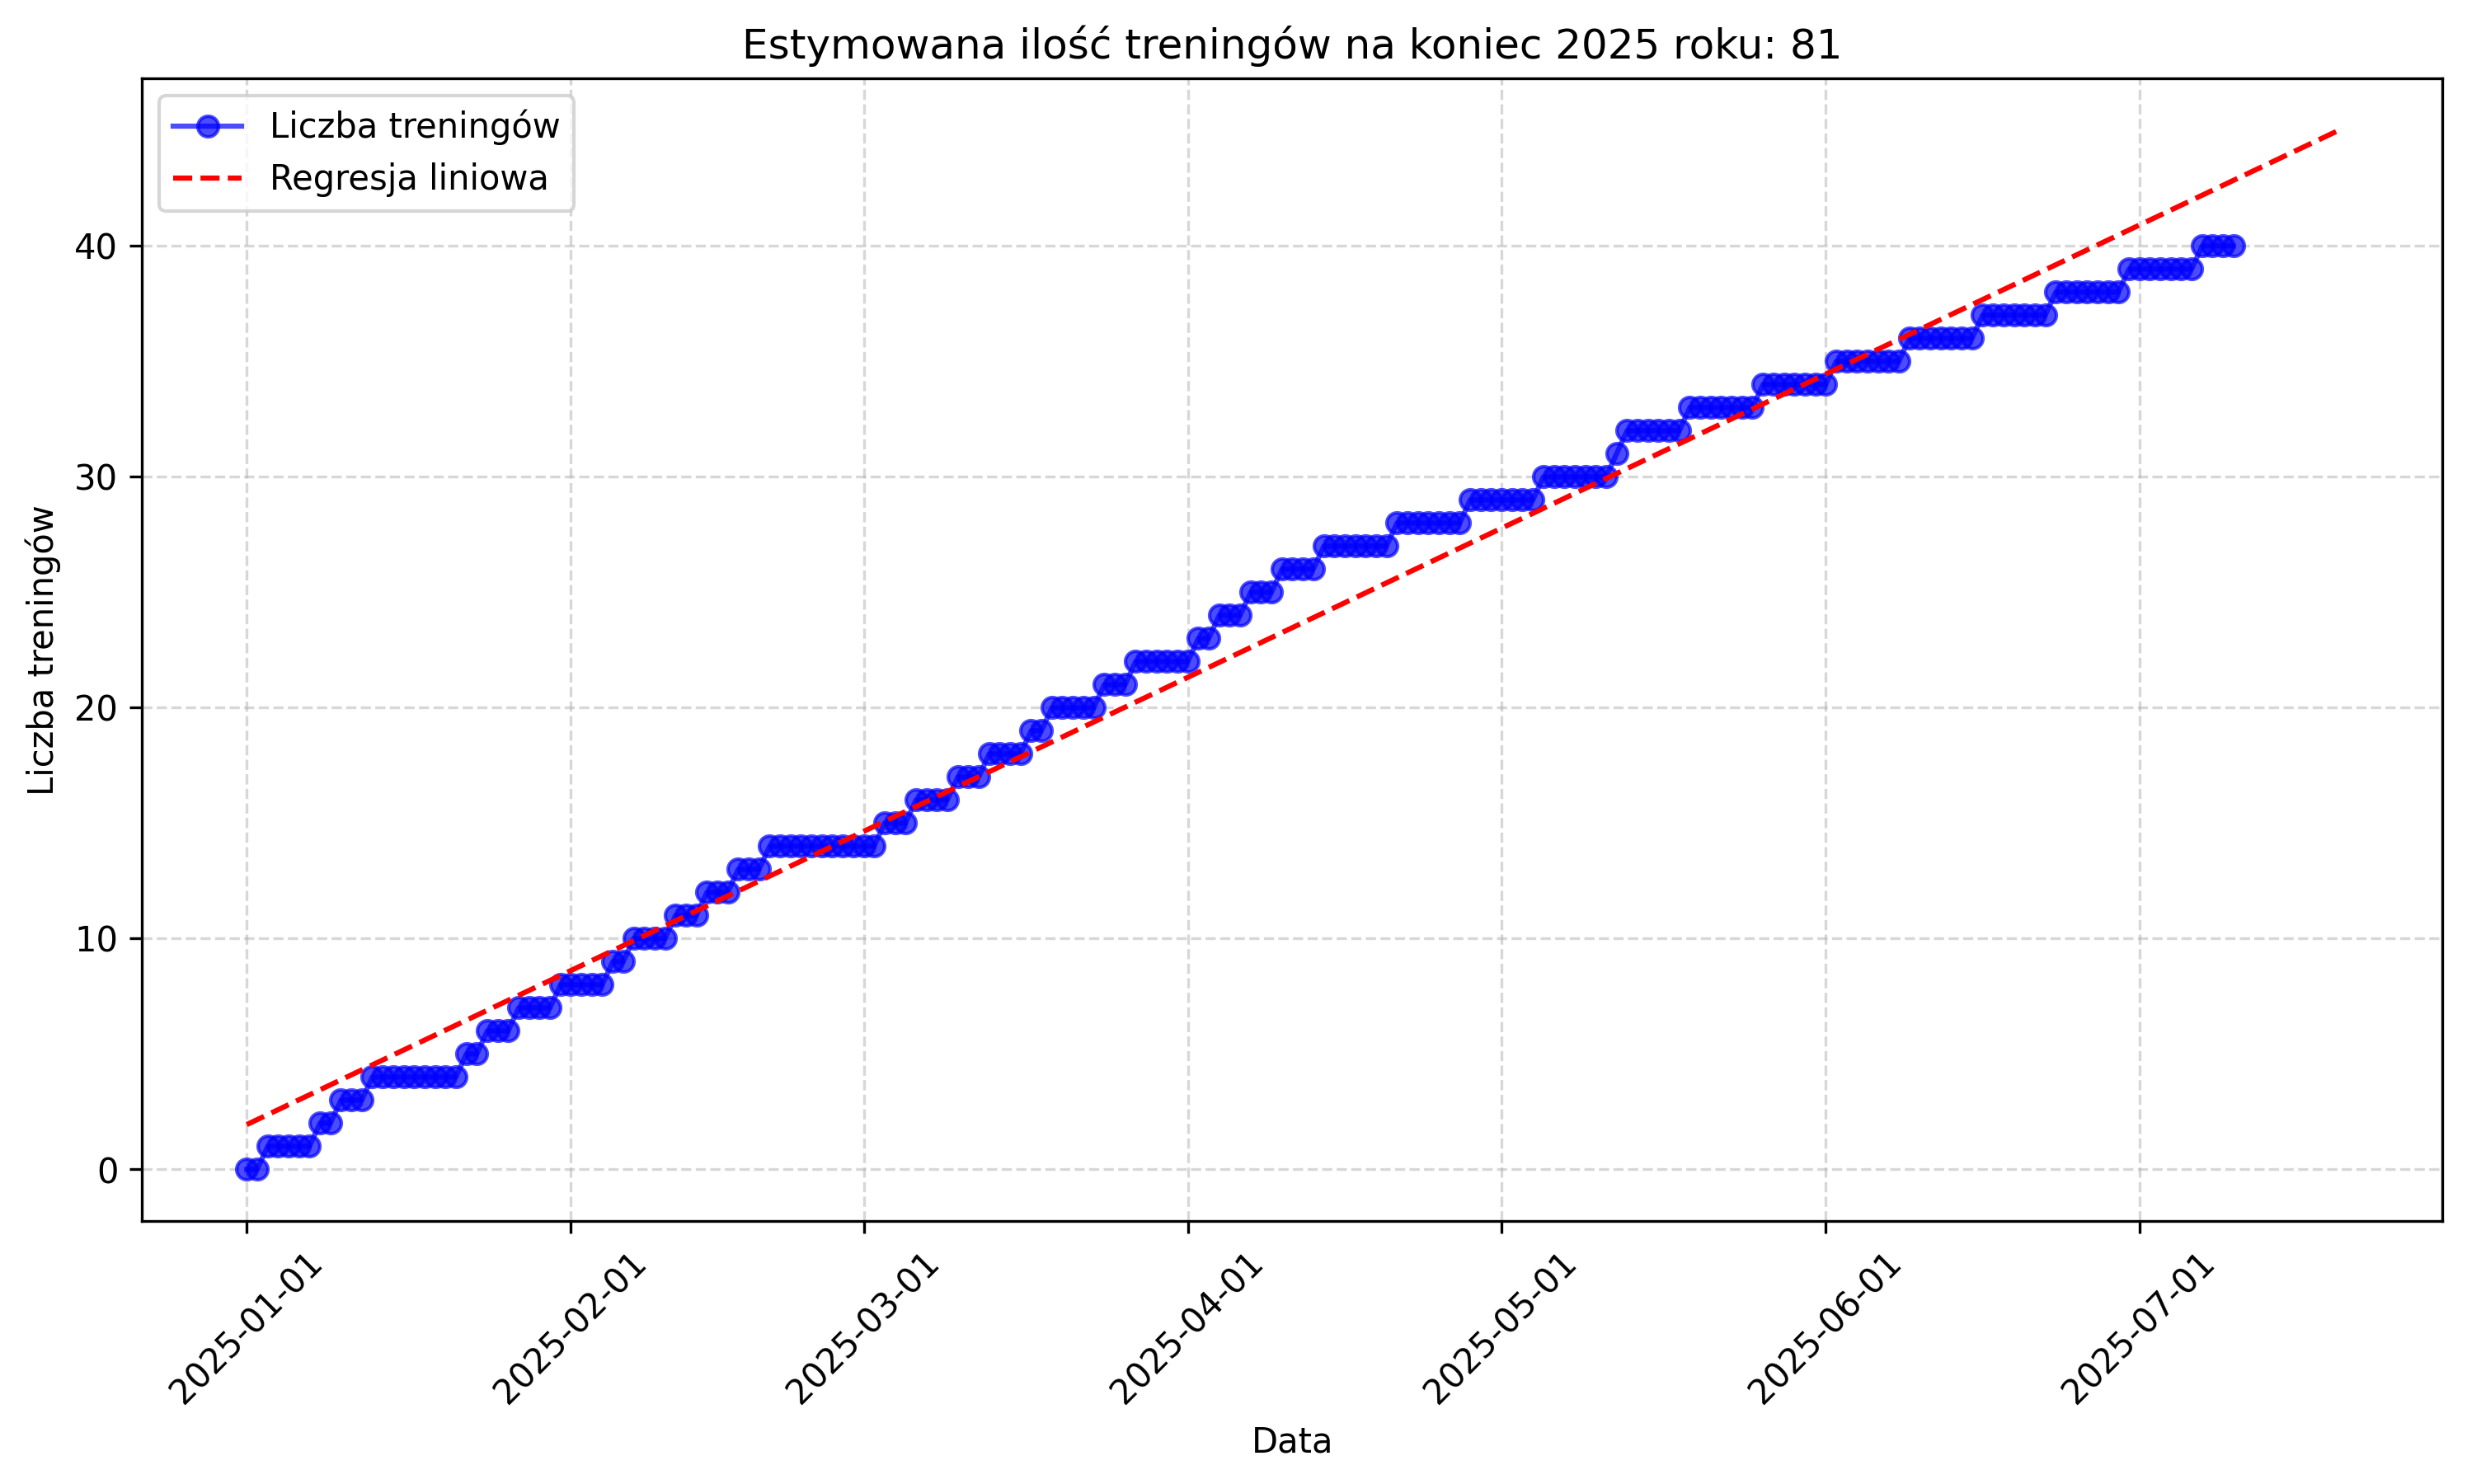 Estymowana ilość treningów na koniec 2025 roku: 81
Liczba treningów
Regresja liniowa
40
30
20
10
0
Liczba treningów
2025-01-01
2025-02-01
2025-03-01
2025-04-01
2025-05-01
2025-06-01
2025-07-01
Data